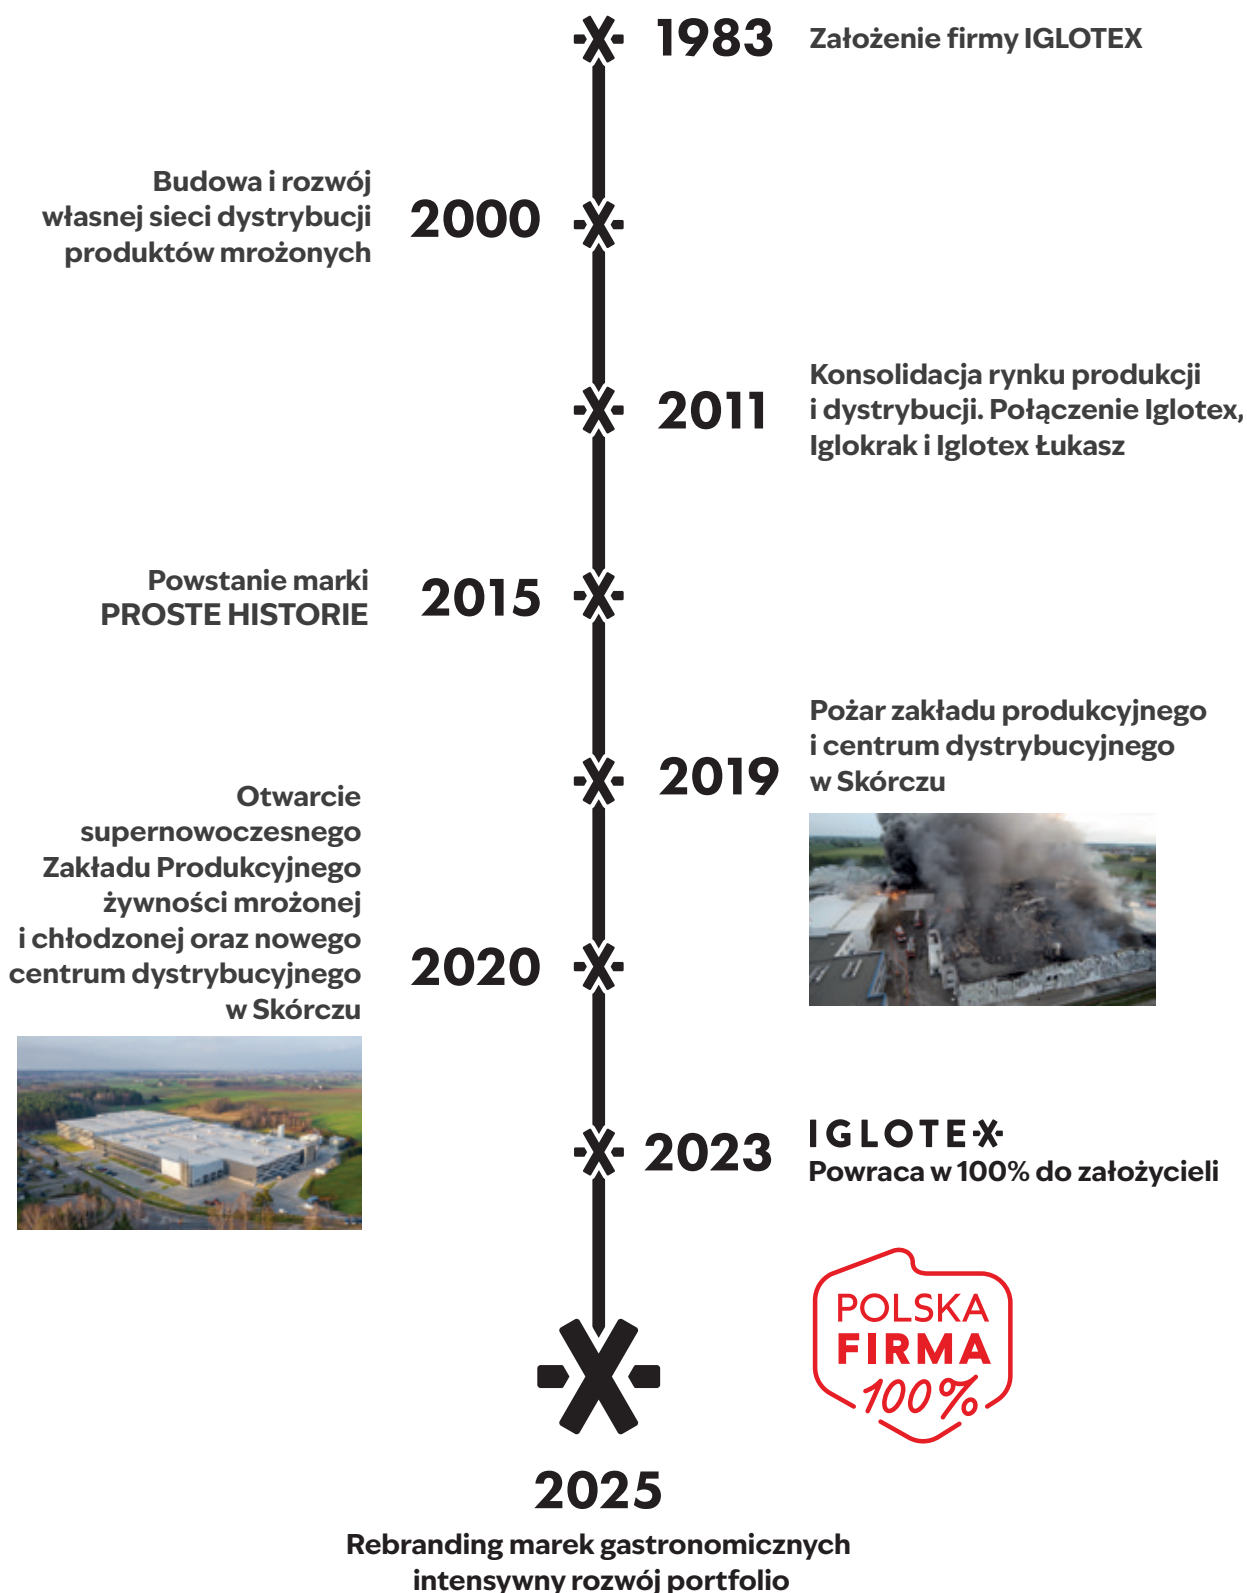 1983
Założenie firmy IGLOTEX
Budowa i rozwój
własnej sieci dystrybucji
produktów mrożonych
2000
2011
Konsolidacja rynku produkcji
i dystrybucji. Połączenie Iglotex,
Iglokrak i Iglotex Łukasz
Powstanie marki
PROSTE HISTORIE
2015
2019
Pożar zakładu produkcyjnego
i centrum dystrybucyjnego
w Skórczu
Otwarcie
supernowoczesnego
Zakładu Produkcyjnego
żywności mrożonej
i chłodzonej oraz nowego
centrum dystrybucyjnego
w Skórczu
2020
2023
IGLOTEX
Powraca w 100% do założycieli
POLSKA
FIRMA
100%
2025
Rebranding marek gastronomicznych
intensywny rozwój portfolio